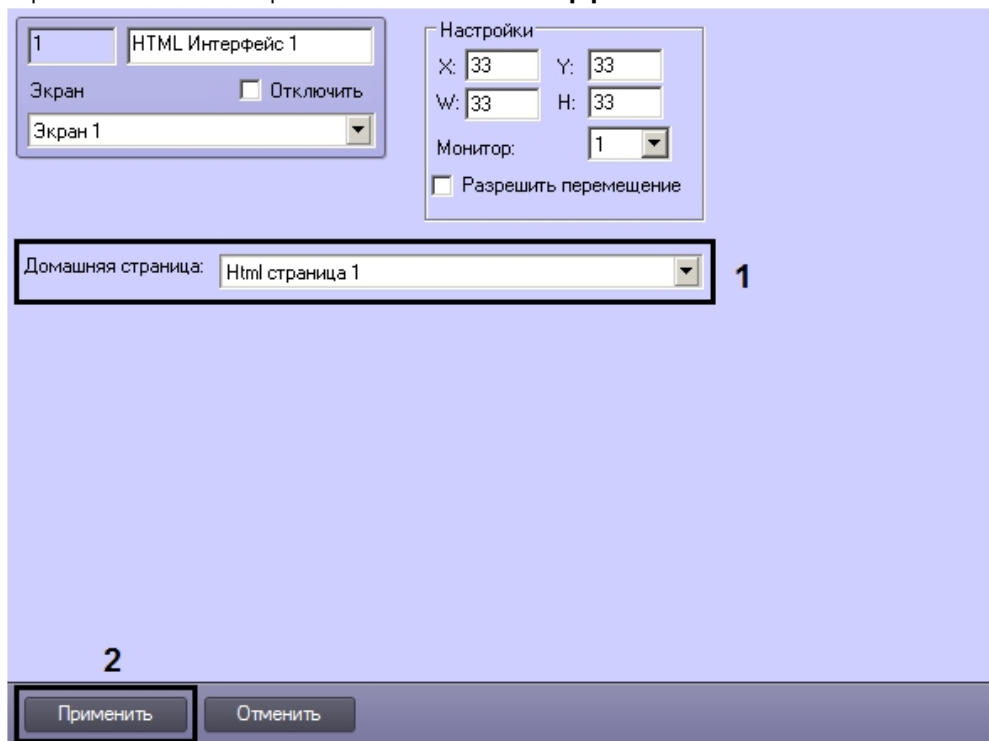 1
HTML Интерфейс 1
Экран
Отключить
Экран 1
Настройки
X: 33 Y: 33
W: 33 H: 33
Монитор: 1
Разрешить перемещение
Домашняя страница: Html страница 1
1
2
Применить Отменить